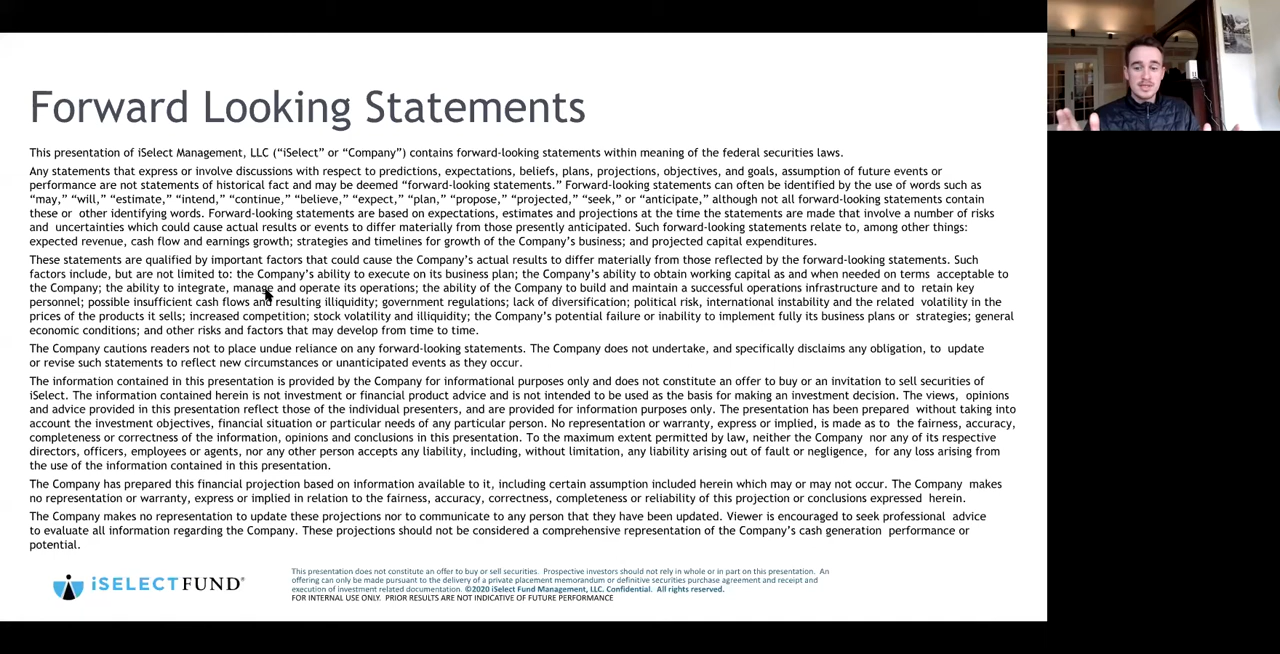 Forward Looking Statements
This presentation of iSelect Management, LLC (“iSelect” or “Company”) contains forward-looking statements within meaning of the federal securities laws.
Any statements that express or involve discussions with respect to predictions, expectations, beliefs, plans, projections, objectives, and goals, assumption of future events or
performance are not statements of historical fact and may be deemed “forward-looking statements.” Forward-looking statements can often be identified by the use of words such as
“may,” “will,” “estimate,” “intend,” “continue,” “believe,” “expect,” “plan,” “propose,” “projected,” “seek,” or “anticipate,” although not all forward-looking statements contain
these or other identifying words. Forward-looking statements are based on expectations, estimates and projections at the time the statements are made that involve a number of risks
and uncertainties which could cause actual results or events to differ materially from those presently anticipated. Such forward-looking statements relate to, among other things:
expected revenue, cash flow and earnings growth; strategies and timelines for growth of the Company’s business; and projected capital expenditures.
These statements are qualified by important factors that could cause the Company’s actual results to differ materially from those reflected by the forward-looking statements. Such
factors include, but are not limited to: the Company’s ability to execute on its business plan; the Company’s ability to obtain working capital as and when needed on terms acceptable to
the Company; the ability to integrate, manage and operate its operations; the ability of the Company to build and maintain a successful operations infrastructure and to retain key
personnel; possible insufficient cash flows and resulting illiquidity; government regulations; lack of diversification; political risk, international instability and the related volatility in the
prices of the products it sells; increased competition; stock volatility and illiquidity; the Company’s potential failure or inability to implement fully its business plans or strategies; general
economic conditions; and other risks and factors that may develop from time to time.
The Company cautions readers not to place undue reliance on any forward-looking statements. The Company does not undertake, and specifically disclaims any obligation, to update
or revise such statements to reflect new circumstances or unanticipated events as they occur.
The information contained in this presentation is provided by the Company for informational purposes only and does not constitute an offer to buy or an invitation to sell securities of
iSelect. The information contained herein is not investment or financial product advice and is not intended to be used as the basis for making an investment decision. The views, opinions
and advice provided in this presentation reflect those of the individual presenters, and are provided for information purposes only. The presentation has been prepared without taking into
account the investment objectives, financial situation or particular needs of any particular person. No representation or warranty, express or implied, is made as to the fairness, accuracy,
completeness or correctness of the information, opinions and conclusions in this presentation. To the maximum extent permitted by law, neither the Company nor any of its respective
directors, officers, employees or agents, nor any other person accepts any liability, including, without limitation, any liability arising out of fault or negligence, for any loss arising from
the use of the information contained in this presentation.
The Company has prepared this financial projection based on information available to it, including certain assumption included herein which may or may not occur. The Company makes
no representation or warranty, express or implied in relation to the fairness, accuracy, correctness, completeness or reliability of this projection or conclusions expressed herein.
The Company makes no representation to update these projections nor to communicate to any person that they have been updated. Viewer is encouraged to seek professional advice
to evaluate all information regarding the Company. These projections should not be considered a comprehensive representation of the Company’s cash generation performance or
potential.
iSELECTFUND®
This presentation does not constitute an offer to buy or sell securities. Prospective investors should not rely in whole or in part on this presentation. An
offering can only be made pursuant to the delivery of a private placement memorandum or definitive securities purchase agreement and receipt and
execution of investment related documentation. ©2020 iSelect Fund Management, LLC. Confidential. All rights reserved.
FOR INTERNAL USE ONLY. PRIOR RESULTS ARE NOT INDICATIVE OF FUTURE PERFORMANCE